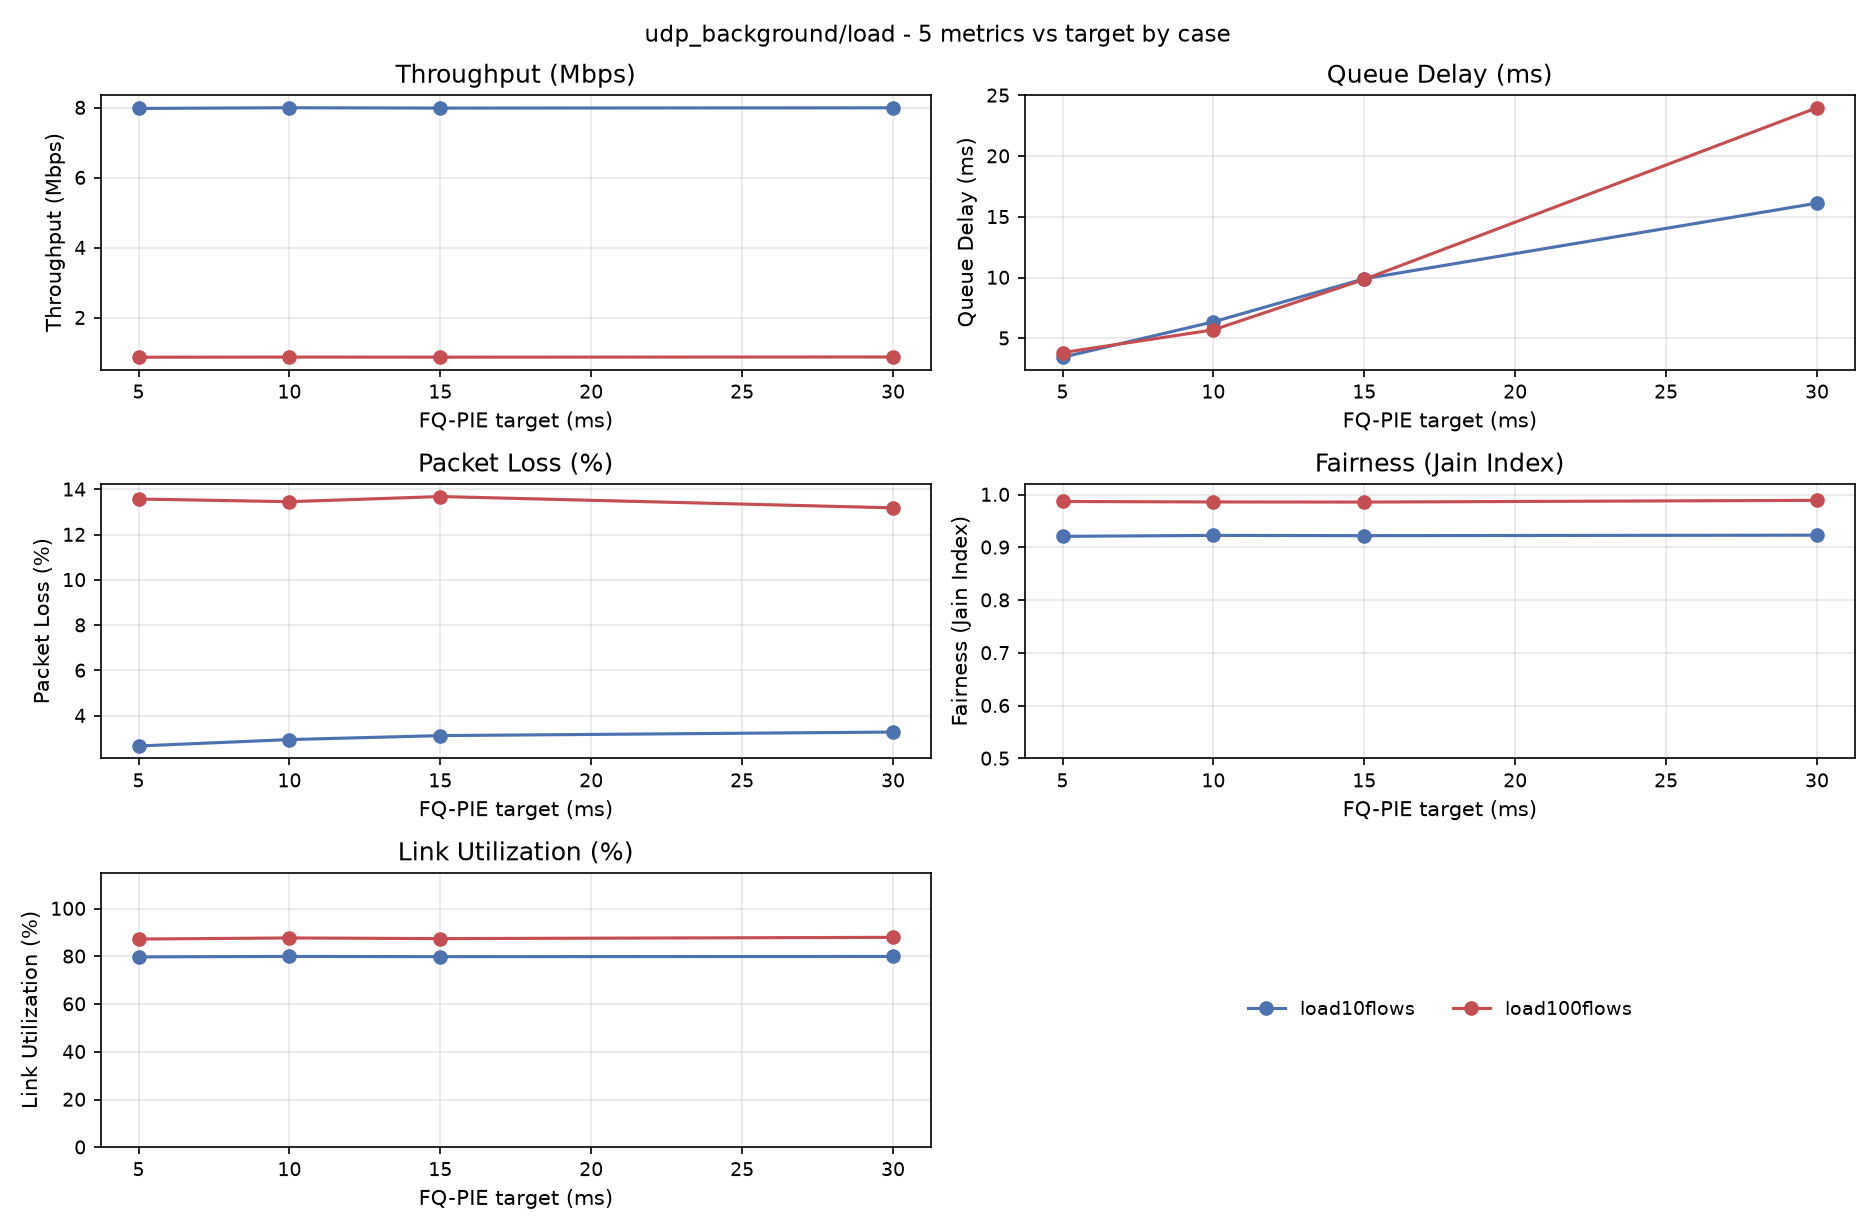 udp_background/load - 5 metrics vs target by case
Throughput (Mbps)
Throughput (Mbps)
8
6
4
2
5 10 15 20 25 30
FQ-PIE target (ms)
Queue Delay (ms)
Queue Delay (ms)
25
20
15
10
5
5 10 15 20 25 30
FQ-PIE target (ms)
Packet Loss (%)
Packet Loss (%)
14
12
10
8
6
4
5 10 15 20 25 30
FQ-PIE target (ms)
Fairness (Jain Index)
Fairness (Jain Index)
1.0
0.9
0.8
0.7
0.6
0.5
5 10 15 20 25 30
FQ-PIE target (ms)
Link Utilization (%)
Link Utilization (%)
100
80
60
40
20
0
5 10 15 20 25 30
FQ-PIE target (ms)
load10flows load100flows